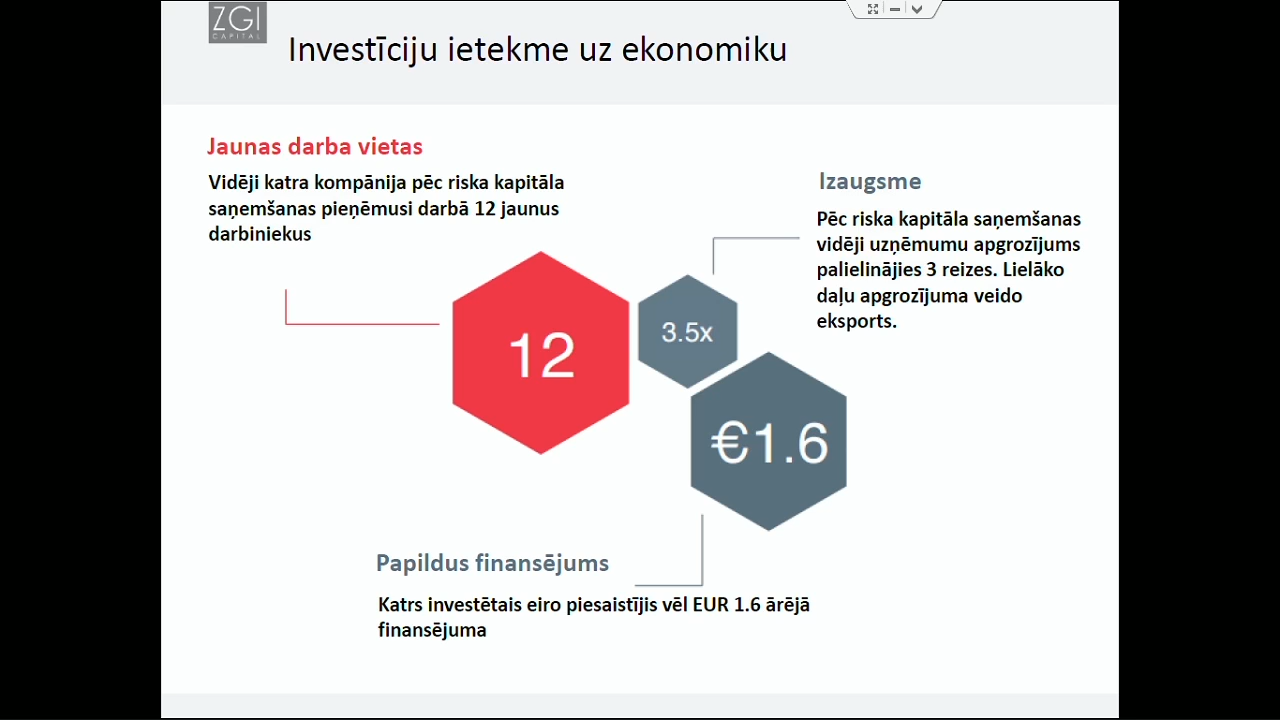 ZGI
CAPITAL
Investīciju ietekme uz ekonomiku
Jaunas darba vietas
Vidēji katra kompānija pēc riska kapitāla
saņemšanas pieņēmusi darbā 12 jaunus
darbiniekus
Izaugsme
Pēc riska kapitāla saņemšanas
vidēji uzņēmumu apgrozījums
palielinājies 3 reizes. Lielāko
daļu apgrozījuma veido
eksports.
12
3.5x
€1.6
Papildus finansējums
Katrs investētais eiro piesaistījis vēl EUR 1.6 ārējā
finansējuma